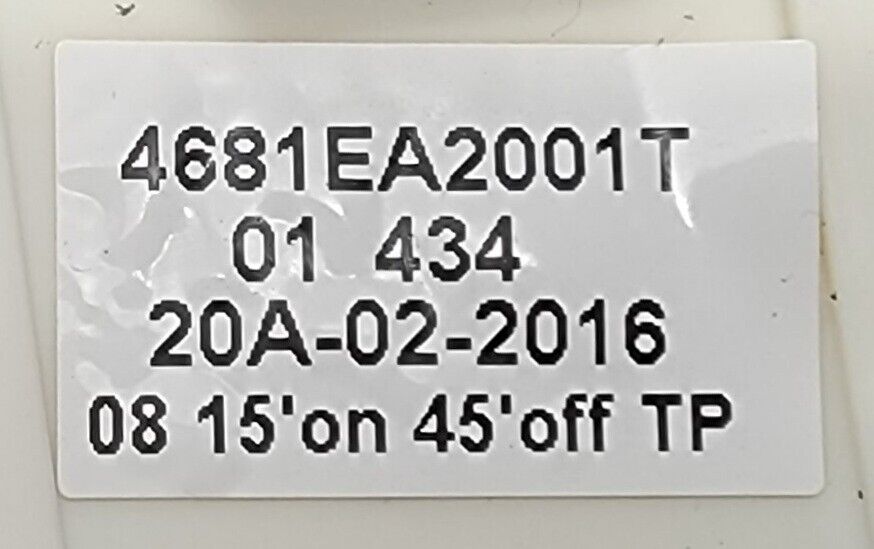 4681EA2001T
01 434
20A-02-2016
08 15'on 45'off TP